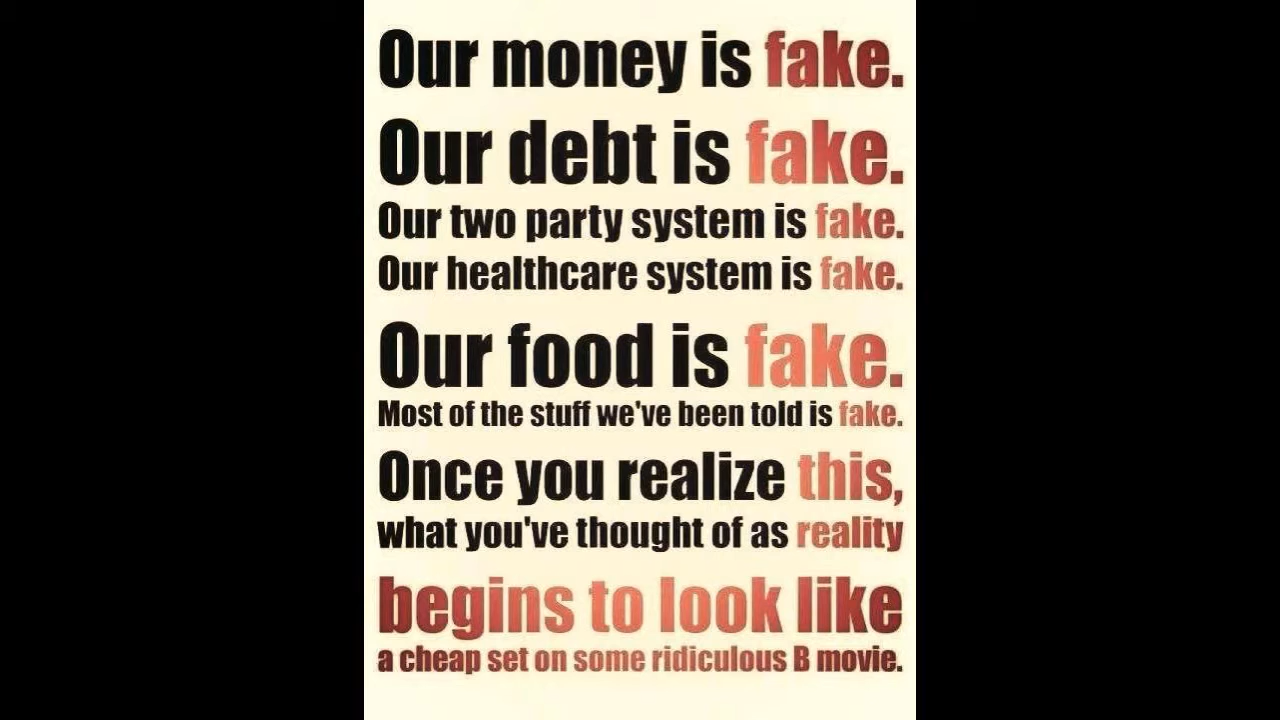 Our money is fake.
Our debt is fake.
Our two party system is fake.
Our healthcare system is fake.
Our food is fake.
Most of the stuff we've been told is fake.
Once you realize this,
what you've thought of as reality
begins to look like
a cheap set on some ridiculous B movie.